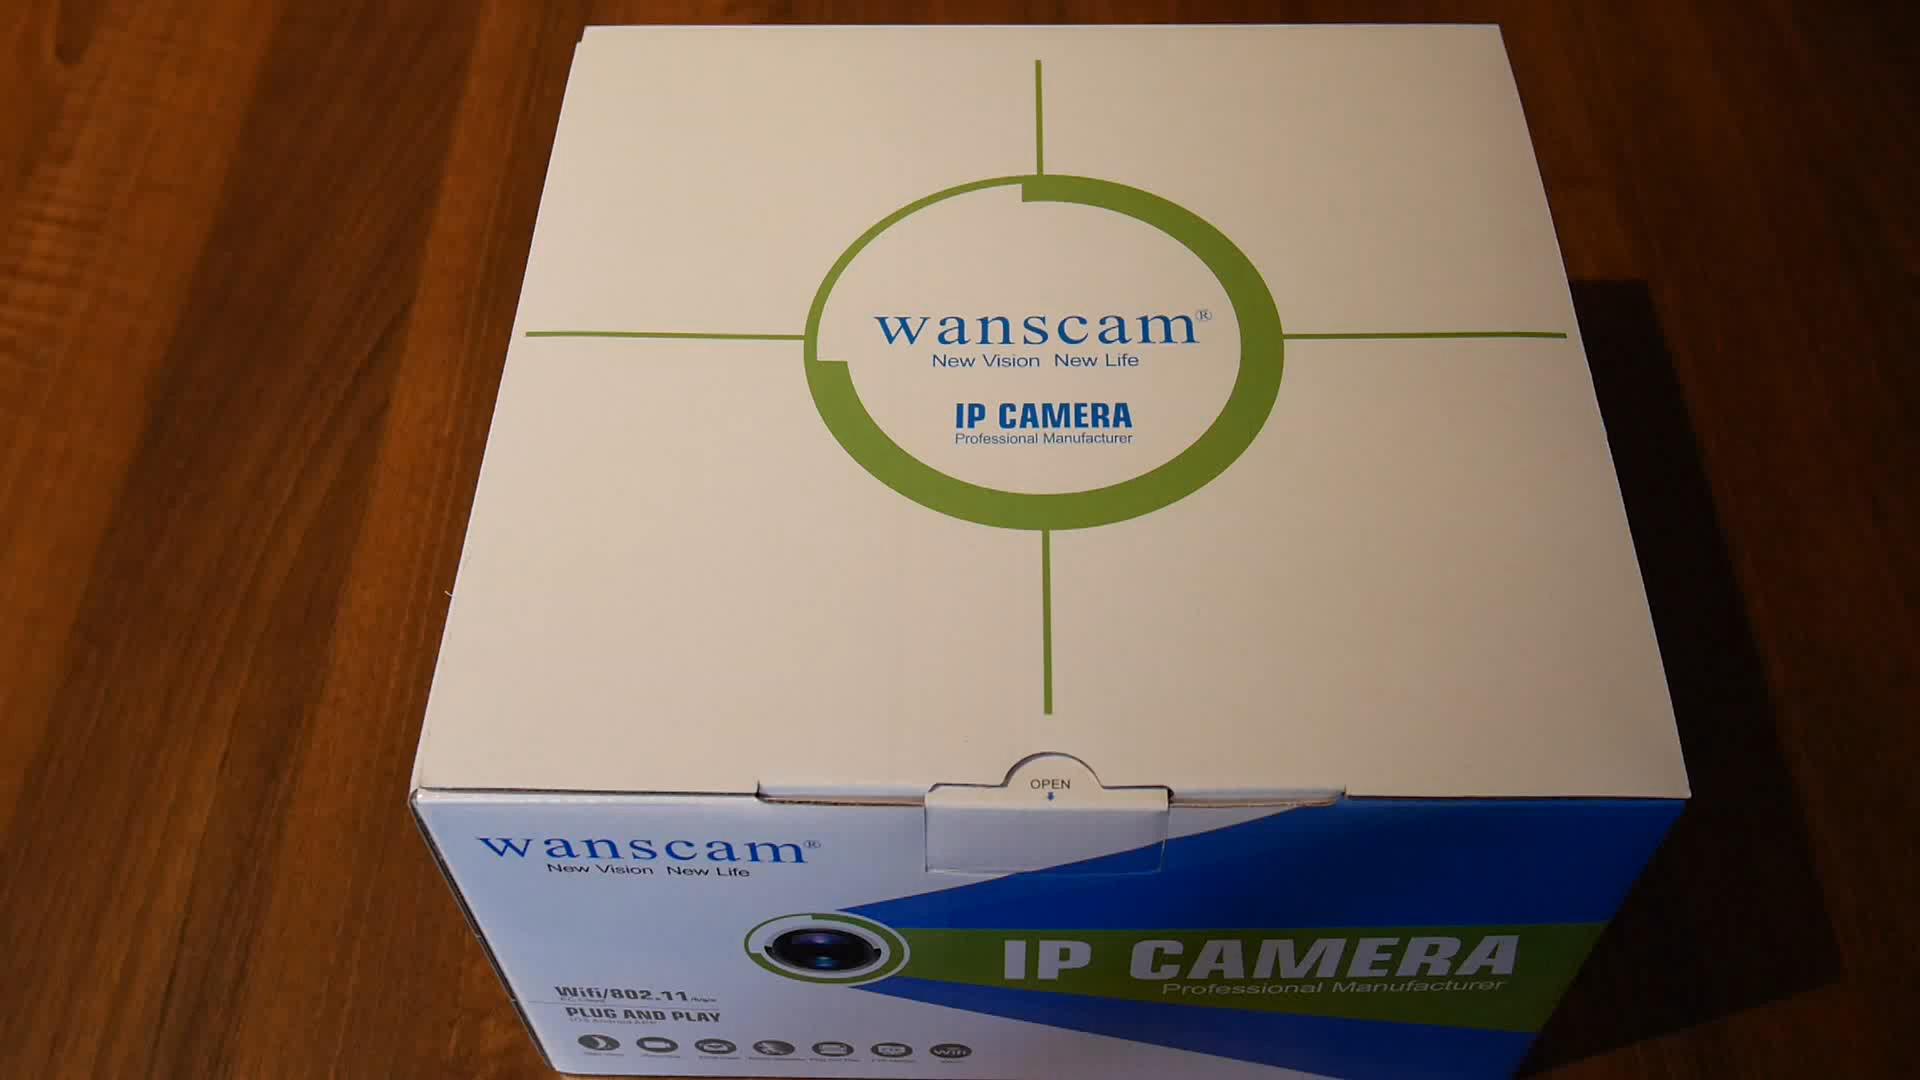 wanscam®
New Vision New Life
IP CAMERA
Professional Manufacturer
OPEN
wanscam®
New Vision New Life
IP CAMERA
Professional Manufacturer
Wifi/802.11
PLUG AND PLAY
Wifi